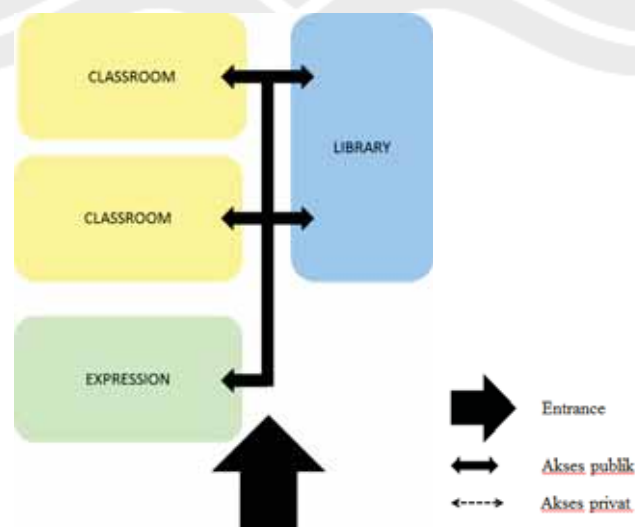 CLASSROOM
LIBRARY
CLASSROOM
EXPRESSION
Entrance
Akses publik
Akses privat